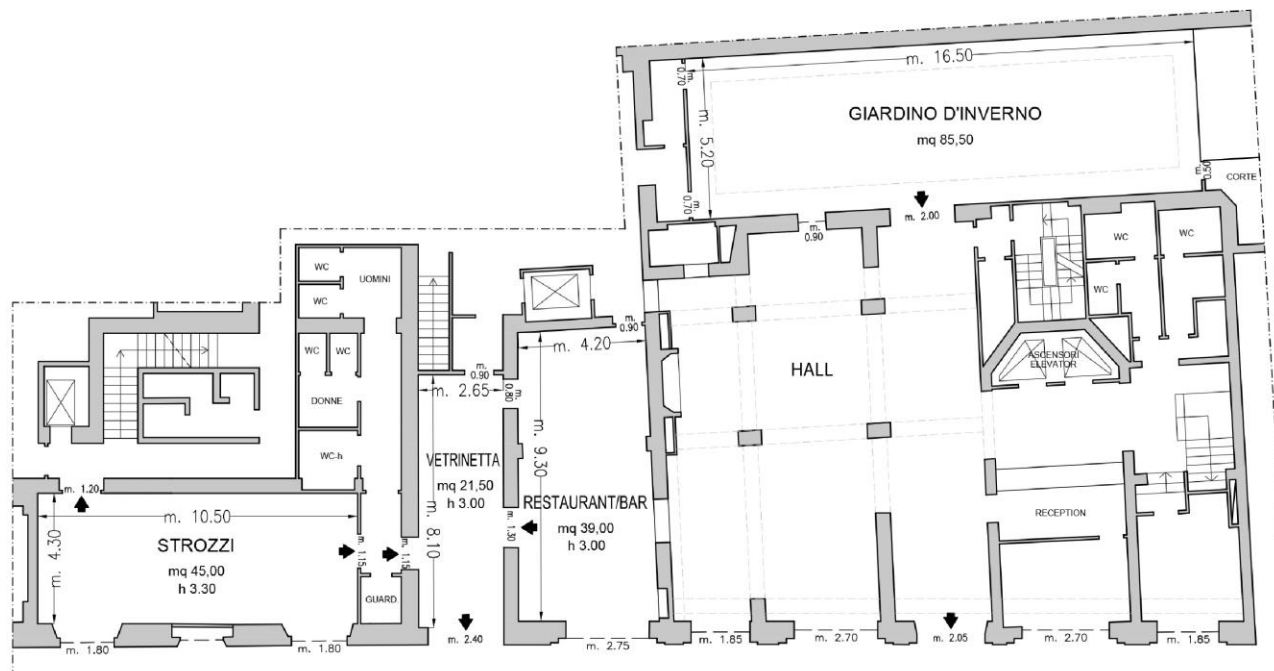 m. 16.50
m. 0.70
GIARDINO D'INVERNO
mq 85,50
m. 5.20
m. 0.50
CORTE
m. 0.70
m. 2.00
m. 0.90
WC
WC
WC
WC
UOMINI
WC
WC
WC
DONNE
WC-h
m. 0.90
m. 4.20
m. 0.90
m. 2.65
m. 0.80
HALL
ASCENSORI
ELEVATOR
m. 9.30
VETRINETTA
mq 21,50
h 3.00
m. 8.10
RESTAURANT/BAR
mq 39,00
h 3.00
m. 1.30
RECEPTION
m. 1.20
m. 10.50
m. 4.30
STROZZI
mq 45,00
h 3.30
m. 1.15
m. 1.15
GUARD.
m. 1.80
m. 1.80
m. 2.40
m. 2.75
m. 1.85
m. 2.70
m. 2.05
m. 2.70
m. 1.85